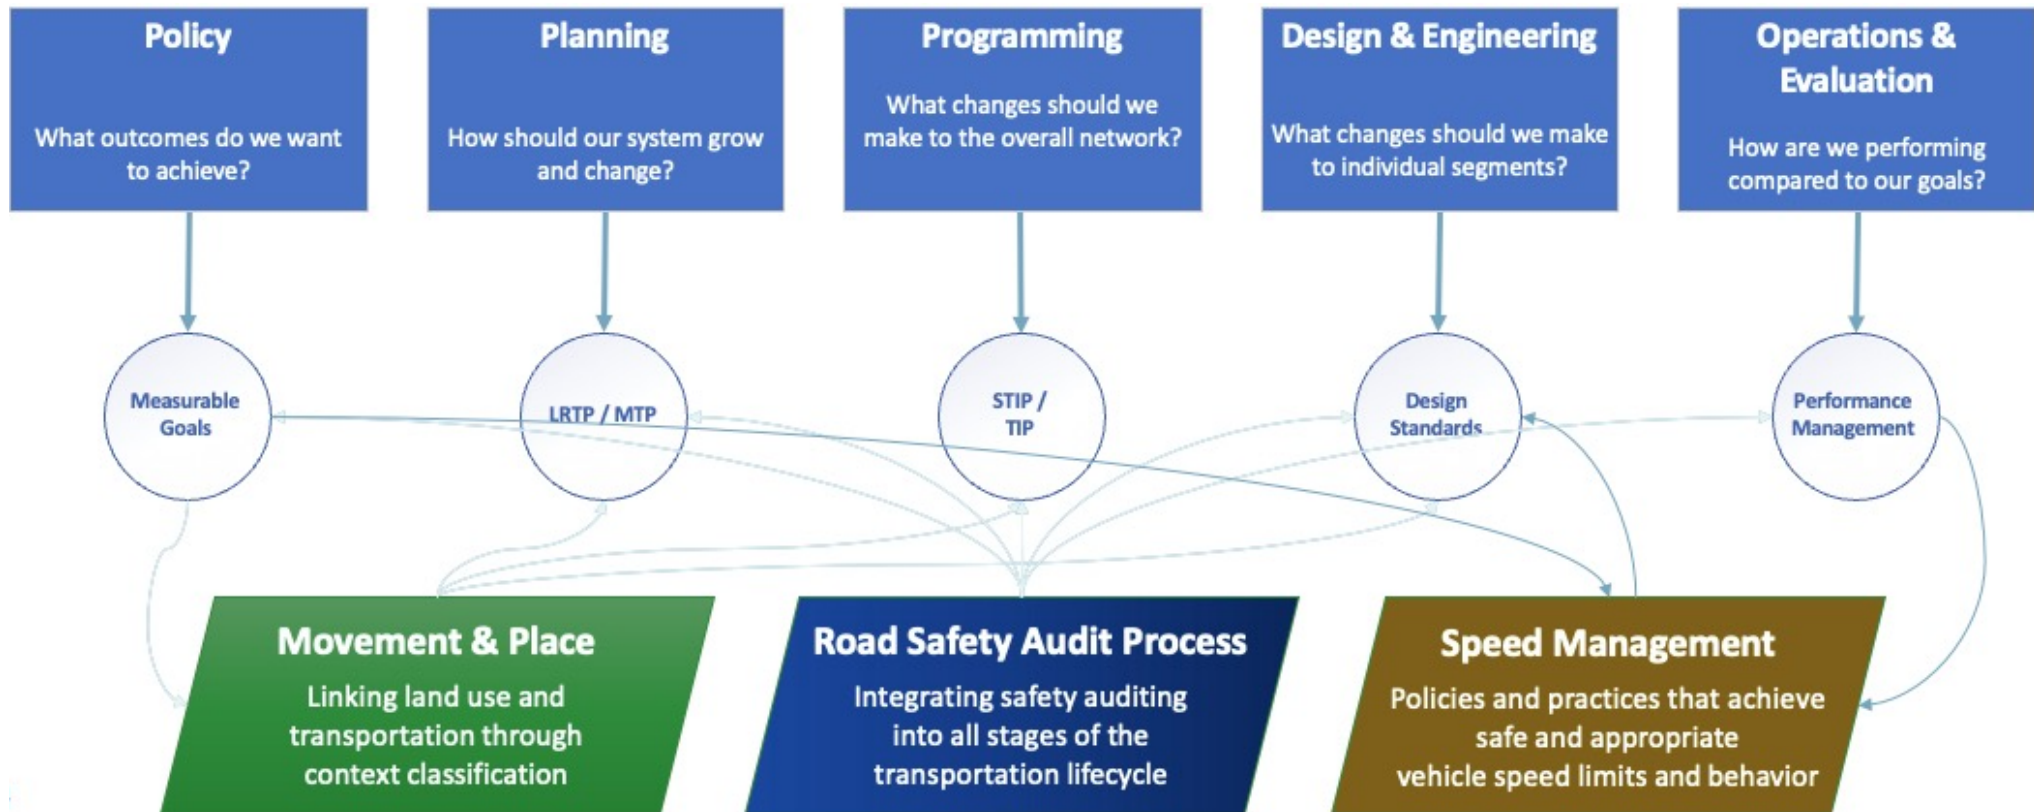 Policy
What outcomes do we want
to achieve?
Planning
How should our system grow
and change?
Programming
What changes should we
make to the overall network?
Design & Engineering
What changes should we make
to individual segments?
Operations &
Evaluation
How are we performing
compared to our goals?
Measurable
Goals
LRTP / MTP
STIP /
TIP
Design
Standards
Performance
Management
Movement & Place
Linking land use and
transportation through
context classification
Road Safety Audit Process
Integrating safety auditing
into all stages of the
transportation lifecycle
Speed Management
Policies and practices that achieve
safe and appropriate
vehicle speed limits and behavior